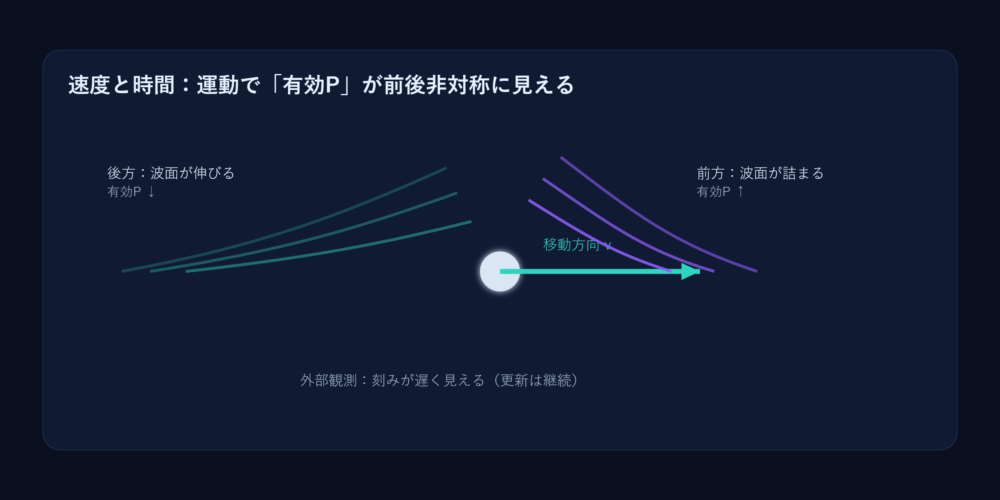 速度と時間：運動で「有効P」が前後非対称に見える
後方：波面が伸びる
有効P ↓
前方：波面が詰まる
有効P ↑
移動方向 v
外部観測：刻みが遅く見える（更新は継続）